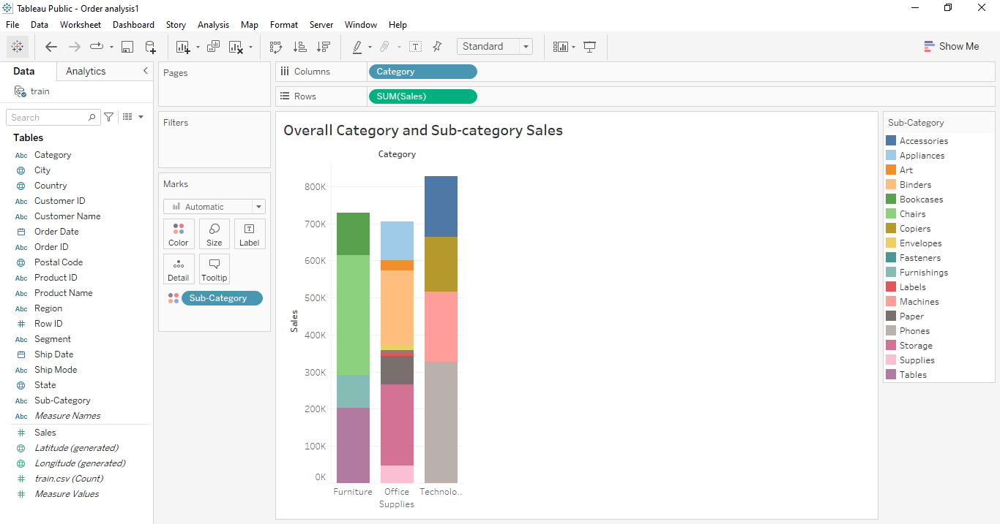 Tableau Public - Order analysis1
File Data Worksheet Dashboard Story Analysis Map Format Server Window Help
Standard
Show Me
Data Analytics
train
Search
Tables
Abc Category
City
Country
Abc Customer ID
Abc Customer Name
Order Date
Abc Order ID
Postal Code
Abc Product ID
Abc Product Name
Abc Region
# Row ID
Abc Segment
Ship Date
Abc Ship Mode
State
Abc Sub-Category
Abc Measure Names
# Sales
Latitude (generated)
Longitude (generated)
# train.csv (Count)
# Measure Values
Pages
Filters
Marks
Automatic
Color Size Label
Detail Tooltip
Sub-Category
Columns Category
Rows SUM(Sales)
Overall Category and Sub-category Sales
Category
Sales
800K
700K
600K
500K
400K
300K
200K
100K
0K
Furniture
Office
Supplies
Technolo..
Sub-Category
Accessories
Appliances
Art
Binders
Bookcases
Chairs
Copiers
Envelopes
Fasteners
Furnishings
Labels
Machines
Paper
Phones
Storage
Supplies
Tables